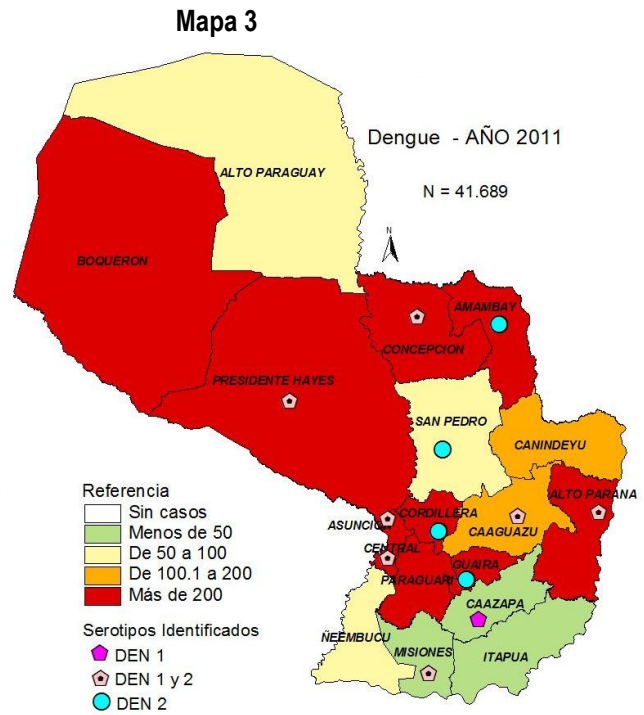 Mapa 3
Dengue - AÑO 2011
N = 41.689
N
ALTO PARAGUAY
BOQUERON
AMAMBAY
CONCEPCION
PRESIDENTE HAYES
SAN PEDRO
CANINDEYU
ALTO PARANA
CORDILLERA
ASUNCION
CAAGUAZU
CENTRAL
GUAIRA
PARAGUARI
CAAZAPA
ÑEEMBUCU
MISIONES
ITAPUA
Referencia
Sin casos
Menos de 50
De 50 a 100
De 100.1 a 200
Más de 200
Serotipos Identificados
DEN 1
DEN 1 y 2
DEN 2